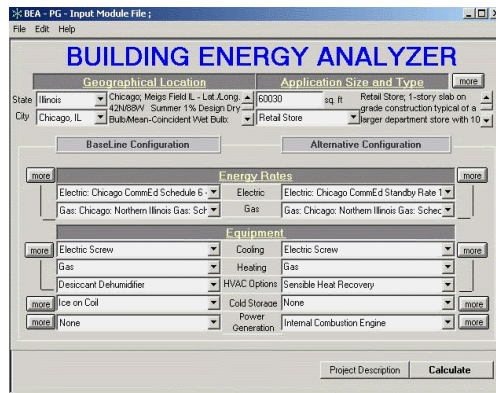 BEA - PG - Input Module File ;
File Edit Help
BUILDING ENERGY ANALYZER
Geographical Location
Application Size and Type
more
State
Illinois
Chicago; Meigs Field IL - Lat./Long.
42N/88W Summer 1% Design Dry
Bulb/Mean-Coincident Wet Bulb:
60030
sq. ft
Retail Store; 1-story slab on
grade construction typical of a
larger department store with 10
City
Chicago, IL
Retail Store
BaseLine Configuration
Alternative Configuration
more
Energy Rates
more
Electric: Chicago CommEd Schedule 6 -
Electric
Electric: Chicago CommEd Standby Rate 1
Gas: Chicago: Northern Illinois Gas: Sch
Gas
Gas: Chicago: Northern Illinois Gas: Sched
Equipment
more
Electric Screw
Cooling
Electric Screw
more
Gas
Heating
Gas
Desiccant Dehumidifier
HVAC Options
Sensible Heat Recovery
more
Ice on Coil
Cold Storage
None
more
more
None
Power
Generation
Internal Combustion Engine
more
Project Description
Calculate